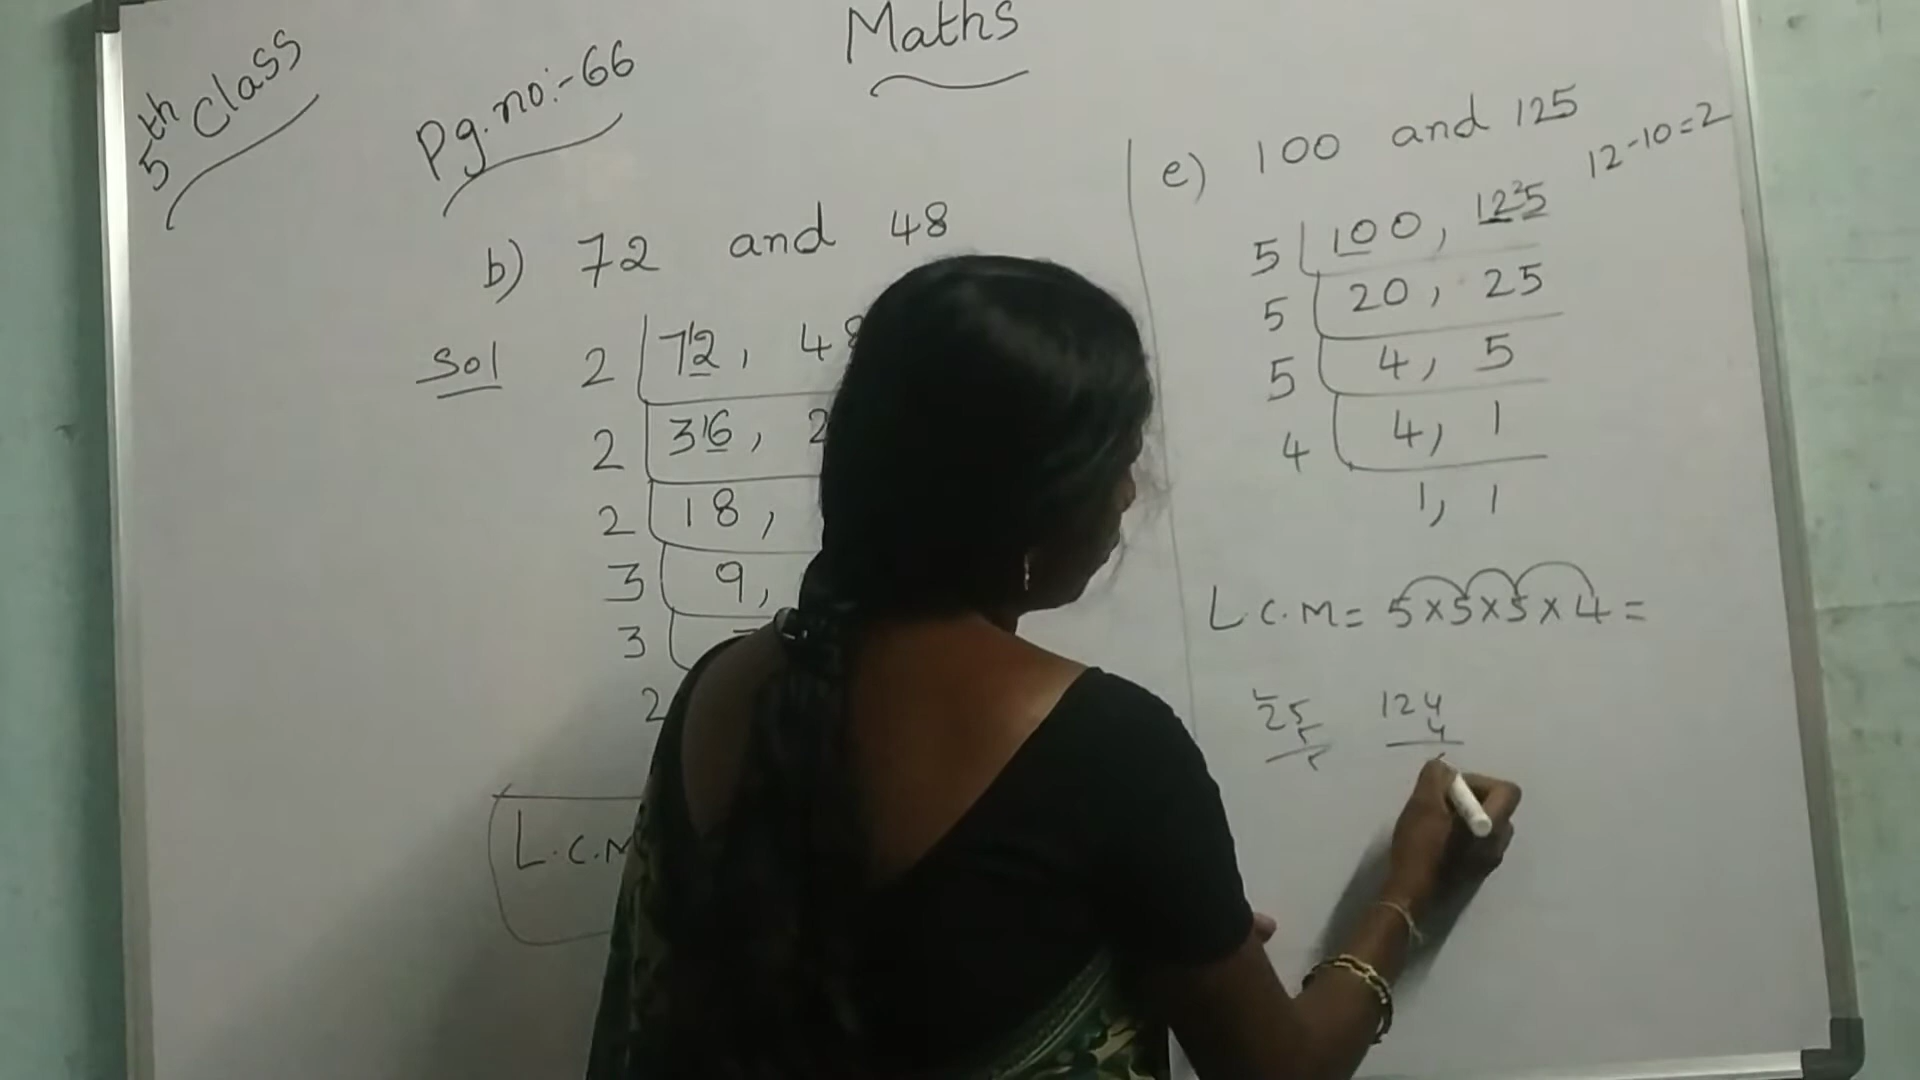 Maths
5th Class
Pg.no:-66
b) 72 and 48
Sol
2 72, 48
2 36, 2
2 18,
3 9,
3
2
L.C.M
e) 100 and 125
12-10=2
5 100, 125
5 20, 25
5 4, 5
4 4, 1
1, 1
L.C.M= 5x5x5x4=
25
5
5
124
4